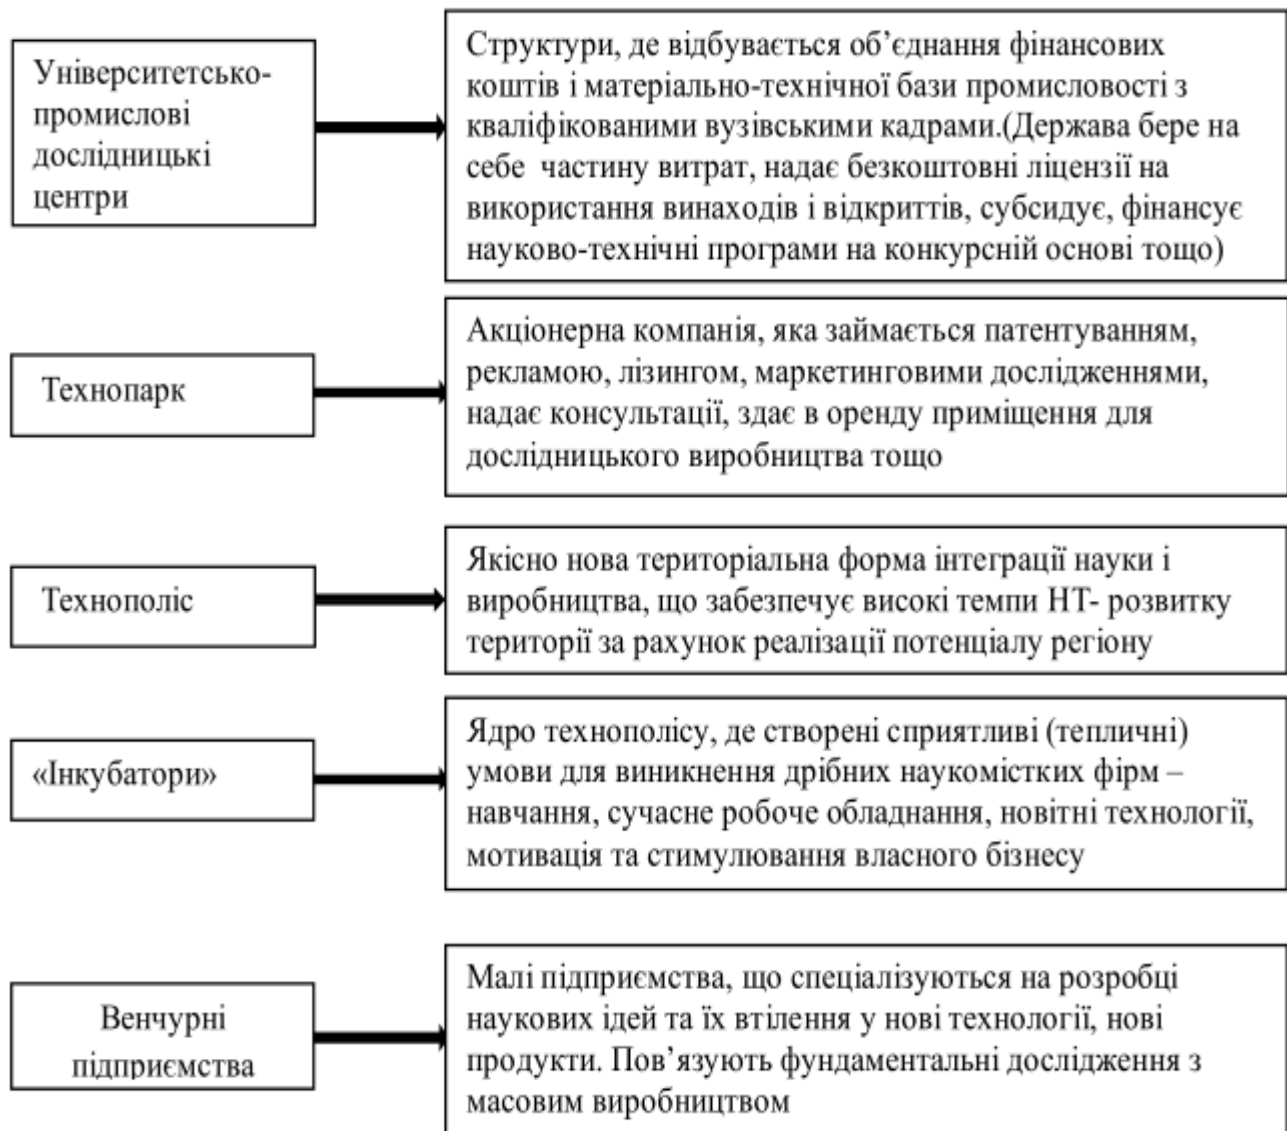 Університетсько-
промислові
дослідницькі
центри
Структури, де відбувається об’єднання фінансових
коштів і матеріально-технічної бази промисловості з
кваліфікованими вузівськими кадрами.(Держава бере на
себе частину витрат, надає безкоштовні ліцензії на
використання винаходів і відкриттів, субсидує, фінансує
науково-технічні програми на конкурсній основі тощо)
Технопарк
Акціонерна компанія, яка займається патентуванням,
рекламою, лізингом, маркетинговими дослідженнями,
надає консультації, здає в оренду приміщення для
дослідницького виробництва тощо
Технополіс
Якісно нова територіальна форма інтеграції науки і
виробництва, що забезпечує високі темпи НТ- розвитку
території за рахунок реалізації потенціалу регіону
«Інкубатори»
Ядро технополісу, де створені сприятливі (тепличні)
умови для виникнення дрібних наукомістких фірм –
навчання, сучасне робоче обладнання, новітні технології,
мотивація та стимулювання власного бізнесу
Венчурні
підприємства
Малі підприємства, що спеціалізуються на розробці
наукових ідей та їх втілення у нові технології, нові
продукти. Пов’язують фундаментальні дослідження з
масовим виробництвом